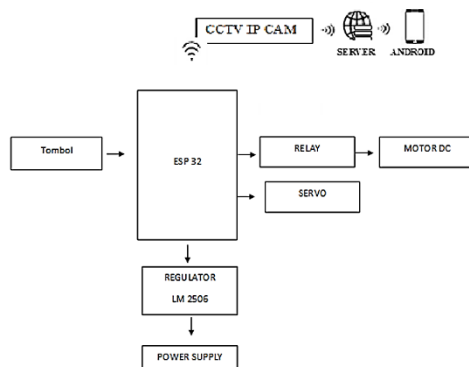 CCTV IP CAM
SERVER
ANDROID
Tombol
ESP 32
RELAY
MOTOR DC
SERVO
REGULATOR
LM 2506
POWER SUPPLY